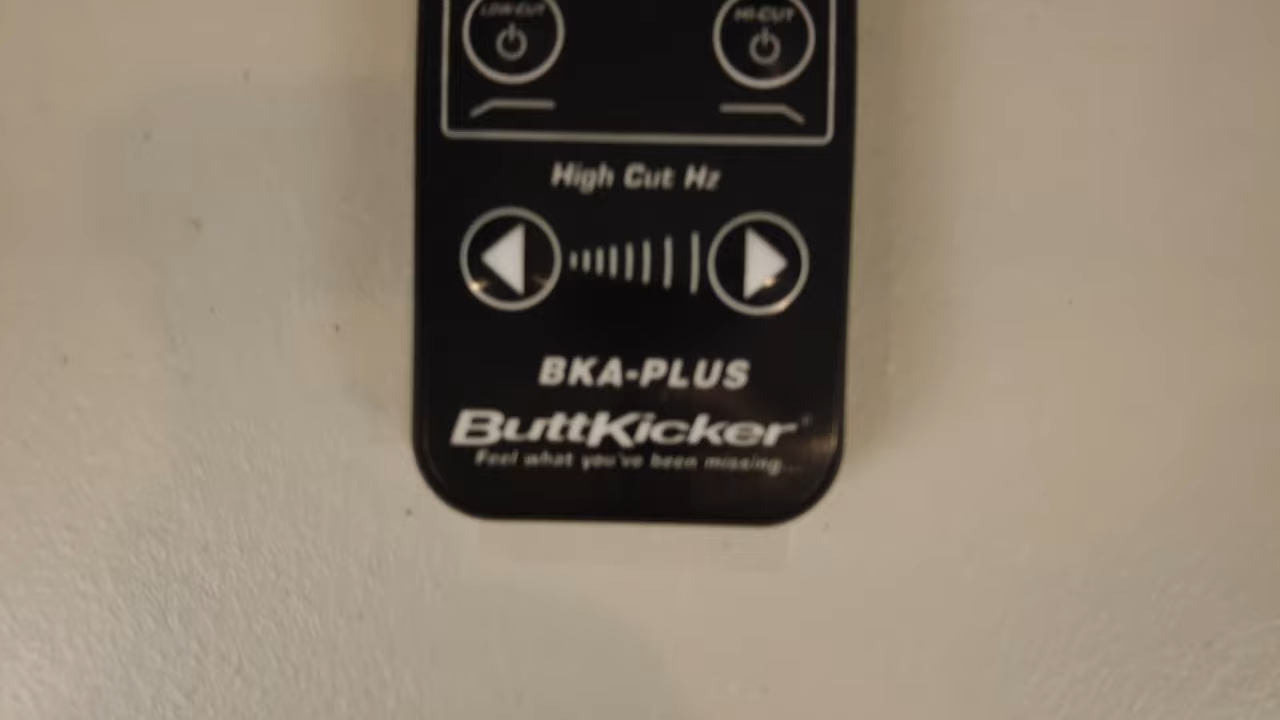 LOW-CUT HI-CUT
High Cut Hz
BKA-PLUS
ButtKicker
Feel what you've been missing...